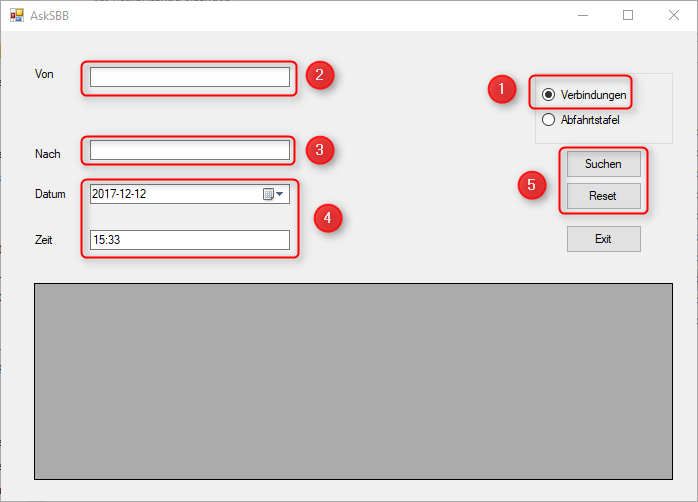 AskSBB
Von
2
1
Verbindungen
Abfahrtstafel
Nach
3
Suchen
Datum
2017-12-12
5
Reset
4
Zeit
15:33
Exit